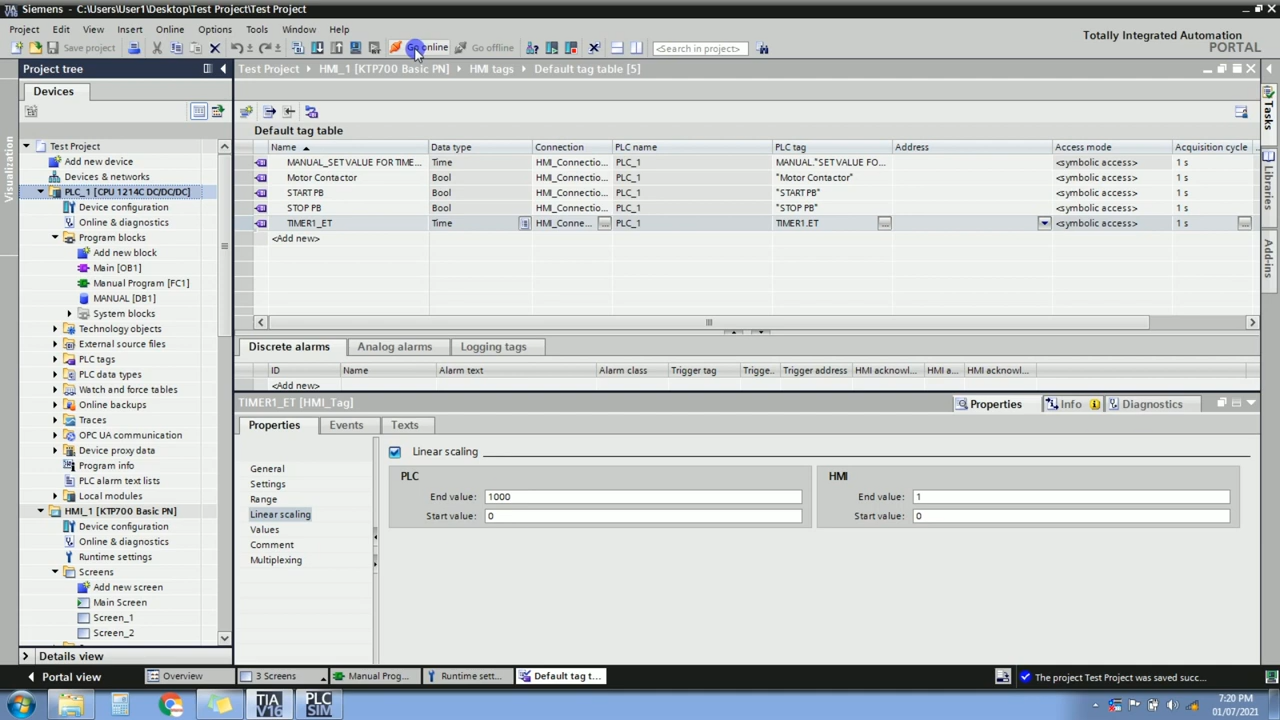 Siemens - C:\Users\User1\Desktop\Test Project\Test Project
Project Edit View Insert Online Options Tools Window Help
Totally Integrated Automation
PORTAL
Save project Go online Go offline <Search in project>
Project tree
Test Project HMI_1 [KTP700 Basic PN] HMI tags Default tag table [5]
Devices
Tasks
Libraries
Add-ins
Visualization
Test Project
Add new device
Devices & networks
PLC_1 [CPU 1214C DC/DC/DC]
Device configuration
Online & diagnostics
Program blocks
Add new block
Main [OB1]
Manual Program [FC1]
MANUAL [DB1]
System blocks
Technology objects
External source files
PLC tags
PLC data types
Watch and force tables
Online backups
Traces
OPC UA communication
Device proxy data
Program info
PLC alarm text lists
Local modules
HMI_1 [KTP700 Basic PN]
Device configuration
Online & diagnostics
Runtime settings
Screens
Add new screen
Main Screen
Screen_1
Screen_2
Details view
Default tag table
Name Data type Connection PLC name PLC tag Address Access mode Acquisition cycle
MANUAL_SET VALUE FOR TIME... Time HMI_Connectio... PLC_1 MANUAL."SET VALUE FO... <symbolic access> 1 s
Motor Contactor Bool HMI_Connectio... PLC_1 "Motor Contactor" <symbolic access> 1 s
START PB Bool HMI_Connectio... PLC_1 "START PB" <symbolic access> 1 s
STOP PB Bool HMI_Connectio... PLC_1 "STOP PB" <symbolic access> 1 s
TIMER1_ET Time HMI_Conne... PLC_1 TIMER1.ET <symbolic access> 1 s
<Add new>
Discrete alarms Analog alarms Logging tags
ID Name Alarm text Alarm class Trigger tag Trigge... Trigger address HMI acknowl... HMI a... HMI acknowl...
<Add new>
TIMER1_ET [HMI_Tag]
Properties Info Diagnostics
Properties Events Texts
General
Settings
Range
Linear scaling
Values
Comment
Multiplexing
Linear scaling
PLC
End value: 1000
Start value: 0
HMI
End value: 1
Start value: 0
Portal view Overview 3 Screens Manual Prog... Runtime sett... Default tag t... The project Test Project was saved succ...
TIA V16
PLC SIM
7:20 PM
01/07/2021